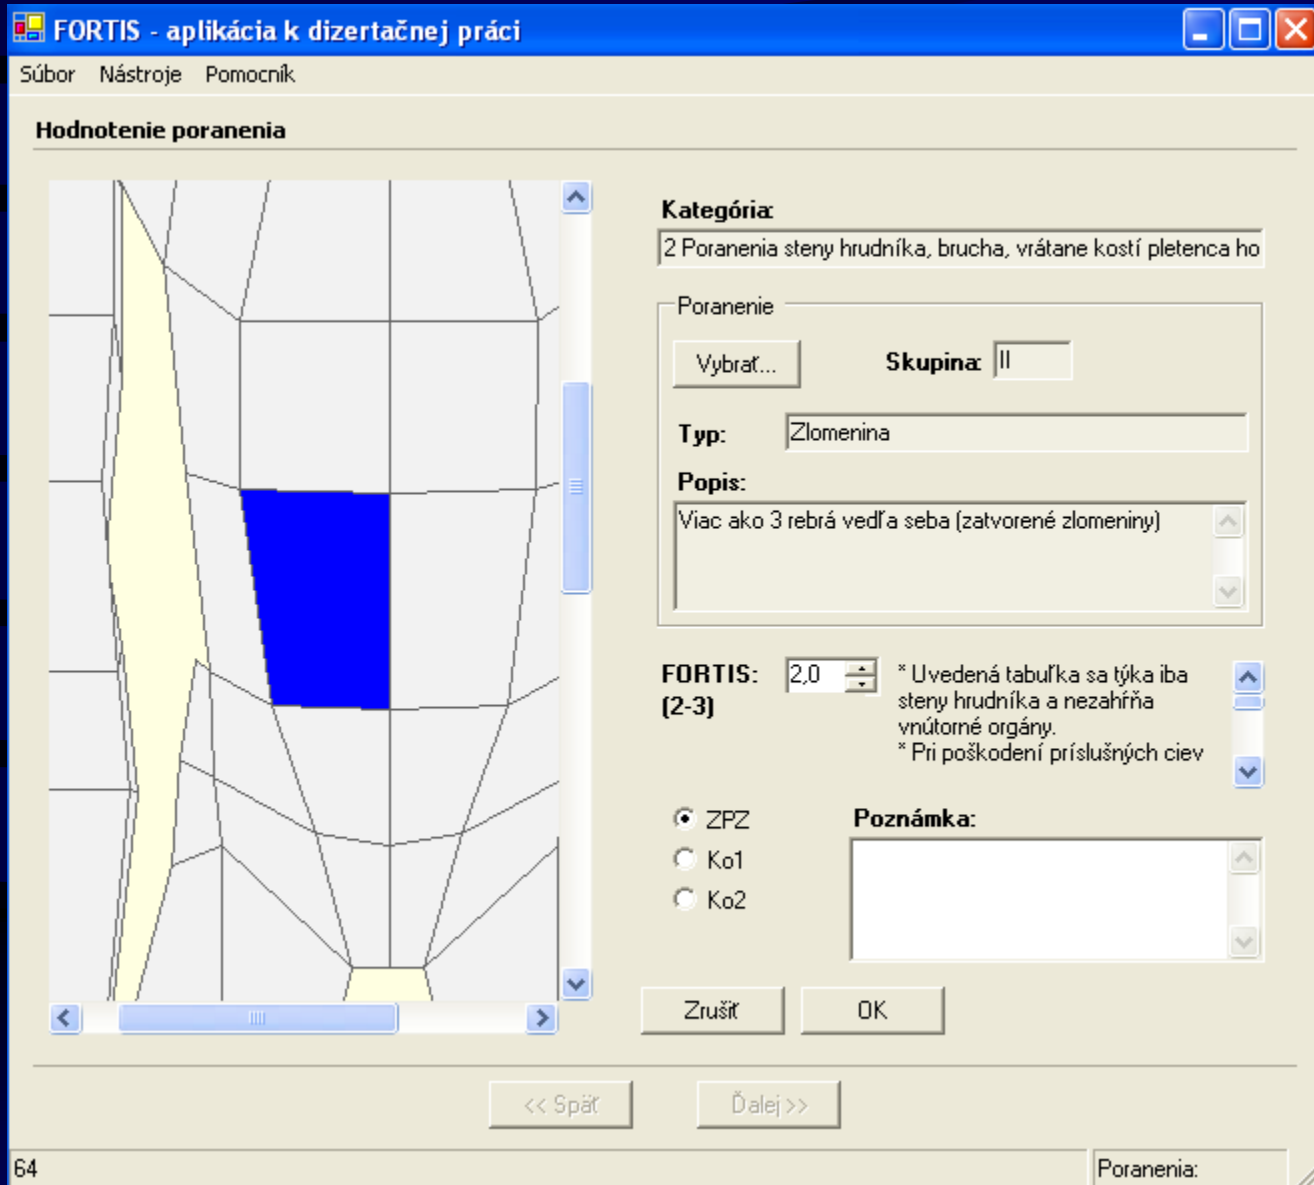 FORTIS - aplikácia k dizertačnej práci
Súbor Nástroje Pomocník
Hodnotenie poranenia
Kategória:
2 Poranenia steny hrudníka, brucha, vrátane kostí pletenca ho
Poranenie
Vybrať...
Skupina: II
Typ: Zlomenina
Popis:
Viac ako 3 rebrá vedľa seba (zatvorené zlomeniny)
FORTIS: 2,0
(2-3)
* Uvedená tabuľka sa týka iba
steny hrudníka a nezahŕňa
vnútorné orgány.
* Pri poškodení príslušných ciev
ZPZ
Ko1
Ko2
Poznámka:
Zrušiť OK
<< Späť Ďalej >>
64 Poranenia: